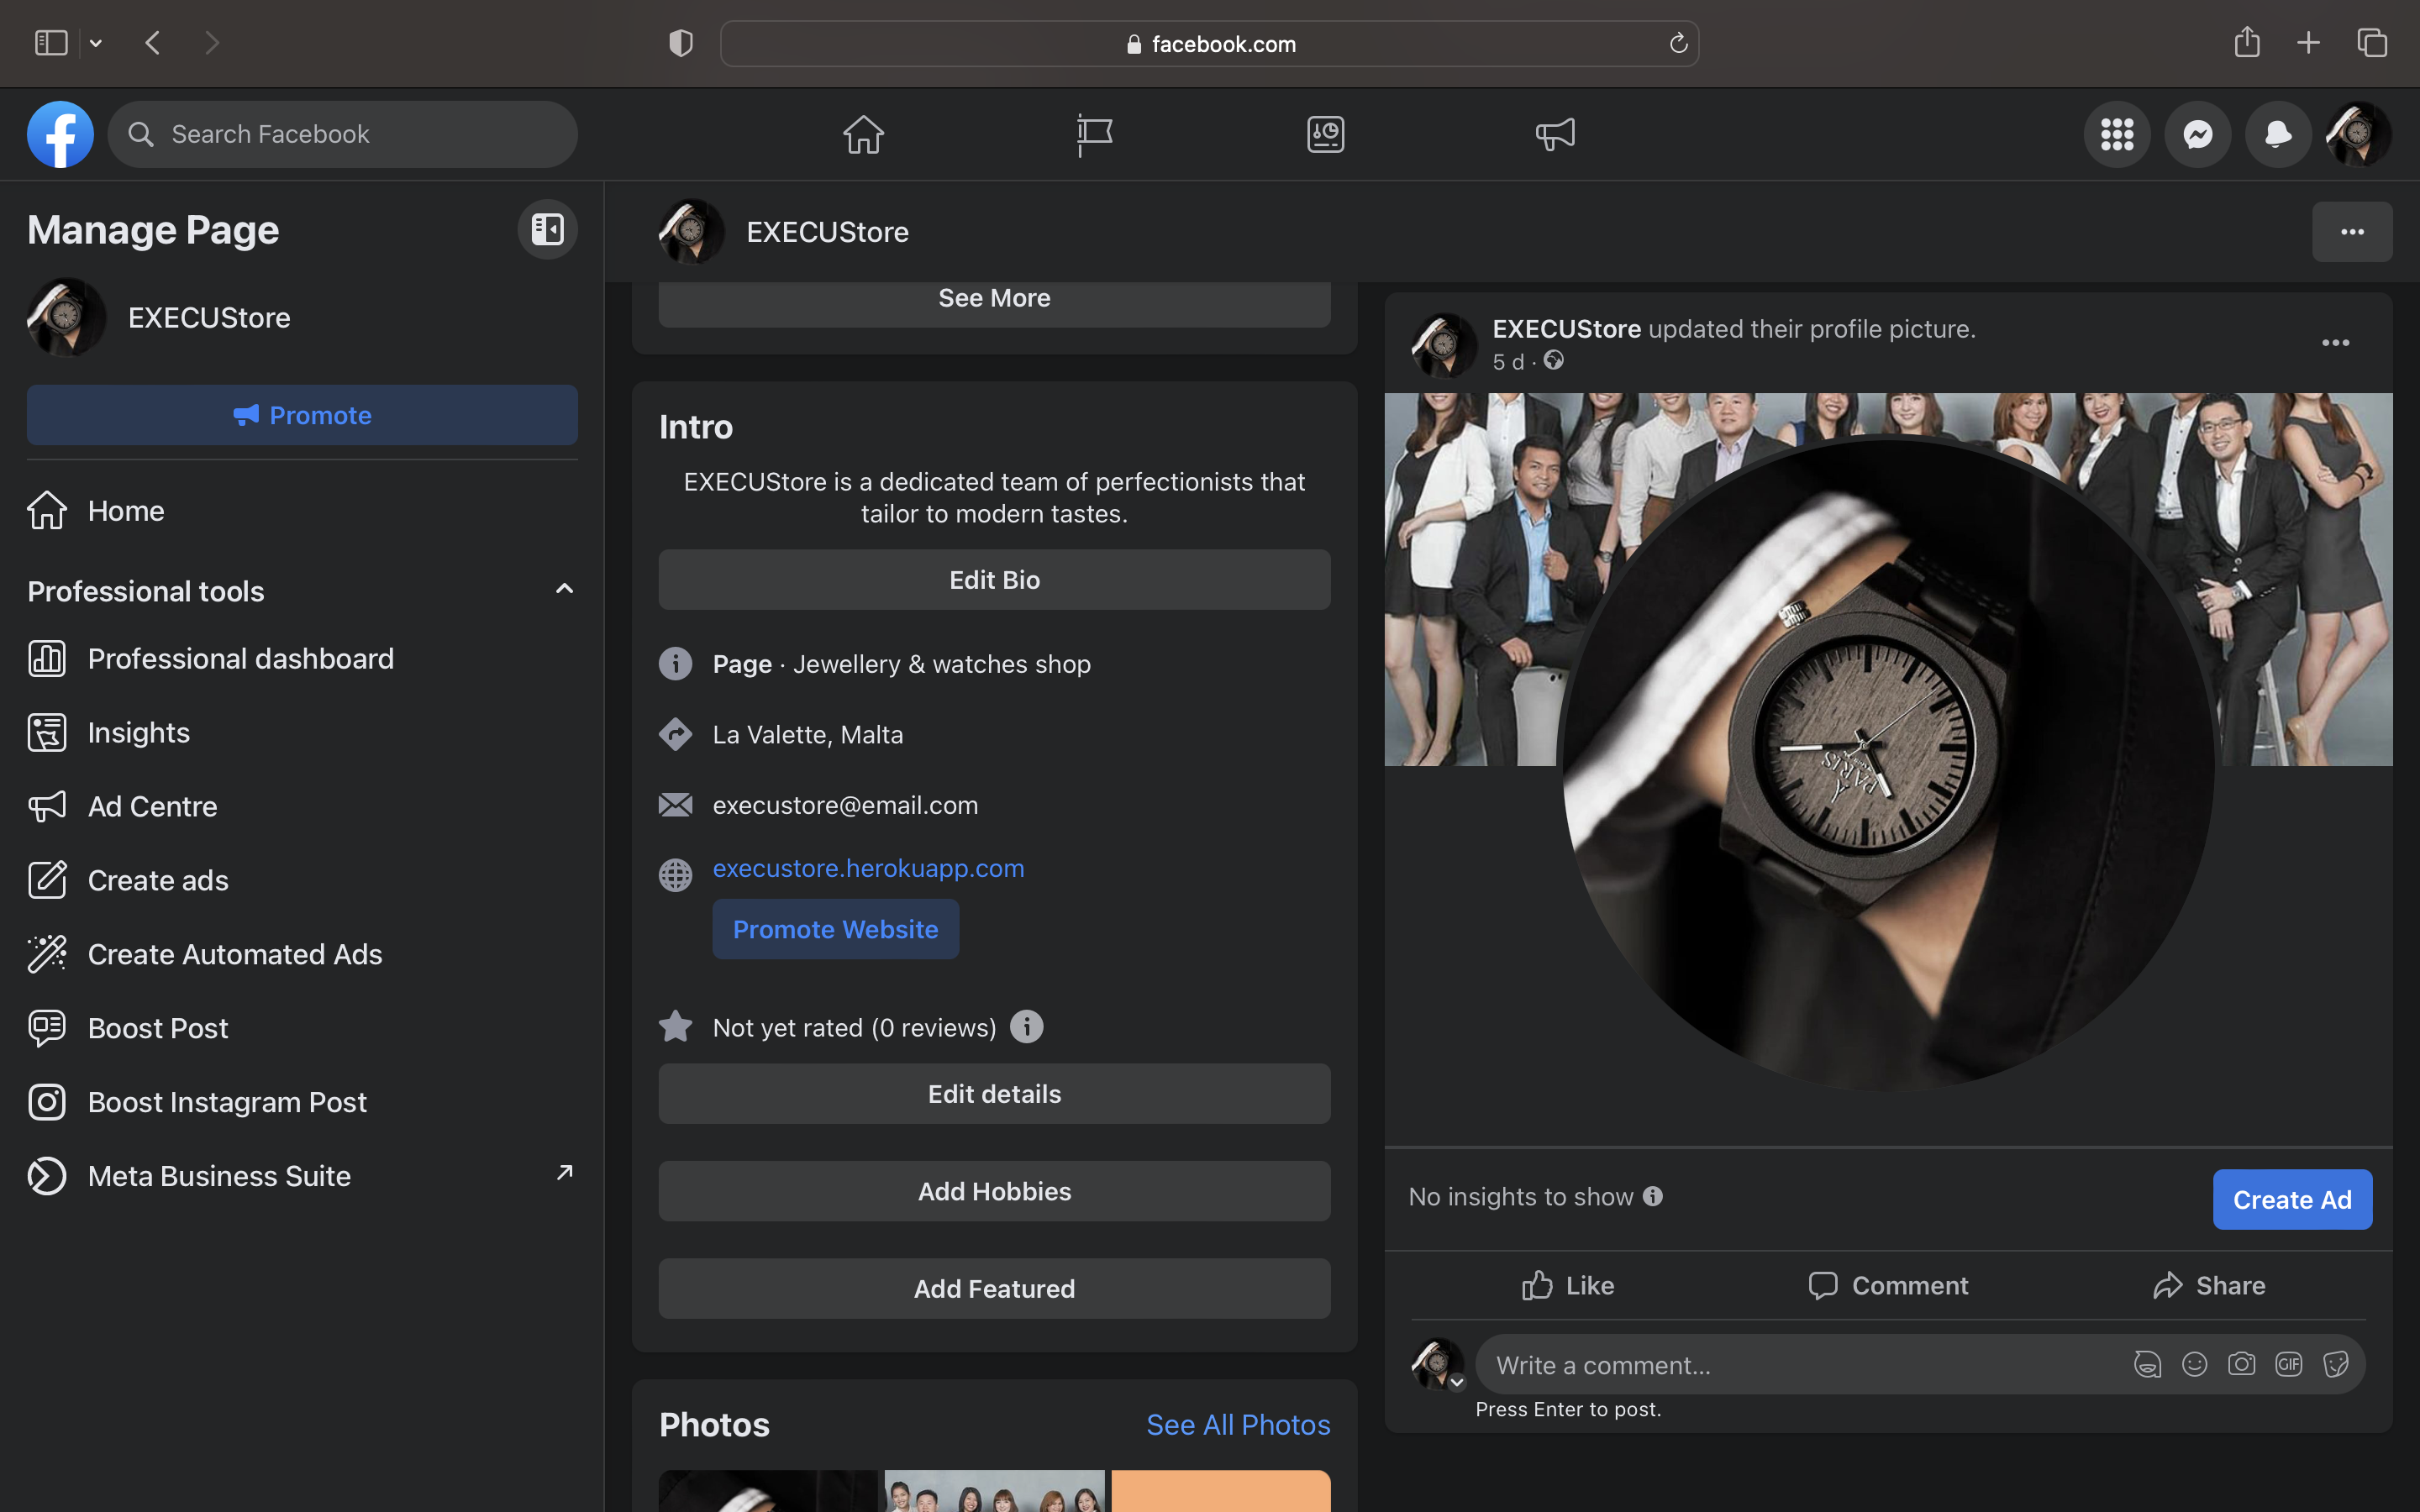 facebook.com
Search Facebook
Manage Page
EXECUStore
Promote
Home
Professional tools
Professional dashboard
Insights
Ad Centre
Create ads
Create Automated Ads
Boost Post
Boost Instagram Post
Meta Business Suite
EXECUStore
See More
Intro
EXECUStore is a dedicated team of perfectionists that
tailor to modern tastes.
Edit Bio
Page · Jewellery & watches shop
La Valette, Malta
execustore@email.com
execustore.herokuapp.com
Promote Website
Not yet rated (0 reviews)
Edit details
Add Hobbies
Add Featured
Photos
See All Photos
EXECUStore updated their profile picture.
5 d ·
PARIS
No insights to show
Create Ad
Like
Comment
Share
Write a comment...
GIF
Press Enter to post.